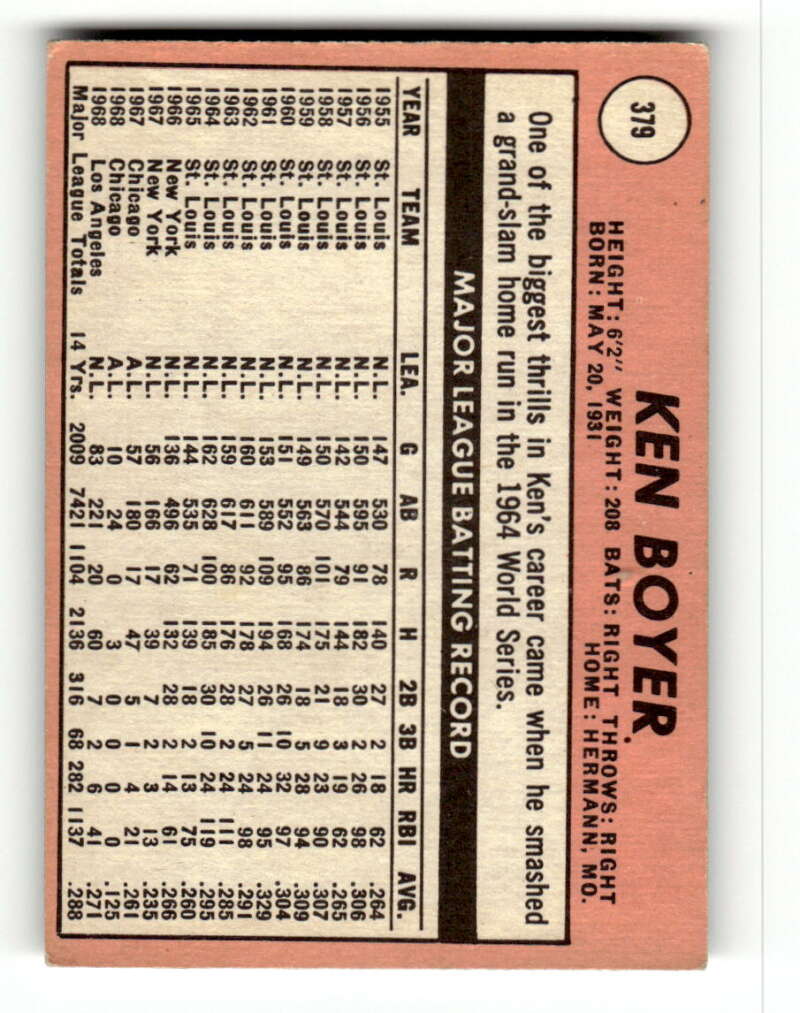 379
KEN BOYER
HEIGHT: 6'2" WEIGHT: 208 BATS: RIGHT THROWS: RIGHT
BORN: MAY 20, 1931 HOME: HERMANN, MO.
One of the biggest thrills in Ken's career came when he smashed
a grand-slam home run in the 1964 World Series.
MAJOR LEAGUE BATTING RECORD
YEAR TEAM LEA. G AB R H 2B 3B HR RBI AVG.
1955 St. Louis N.L. 147 530 78 140 27 2 18 62 .264
1956 St. Louis N.L. 150 595 91 182 30 2 26 98 .306
1957 St. Louis N.L. 142 544 79 144 18 3 19 62 .265
1958 St. Louis N.L. 150 570 101 175 21 9 23 90 .307
1959 St. Louis N.L. 149 563 86 174 18 5 28 94 .309
1960 St. Louis N.L. 151 552 95 168 26 10 32 97 .304
1961 St. Louis N.L. 153 589 109 194 26 11 24 95 .329
1962 St. Louis N.L. 160 611 92 178 27 5 24 98 .291
1963 St. Louis N.L. 159 617 86 176 28 2 24 111 .285
1964 St. Louis N.L. 162 628 100 185 30 10 24 119 .295
1965 St. Louis N.L. 144 535 71 139 18 2 13 75 .260
1966 New York N.L. 136 496 62 132 28 2 14 61 .266
1967 New York N.L. 56 166 17 39 7 2 3 13 .235
1967 Chicago A.L. 57 180 17 47 5 1 4 21 .261
1968 Chicago A.L. 10 24 0 3 0 0 0 0 .125
1968 Los Angeles N.L. 83 221 20 60 7 2 6 41 .271
Major League Totals 14 Yrs. 2009 7421 1104 2136 316 68 282 1137 .288